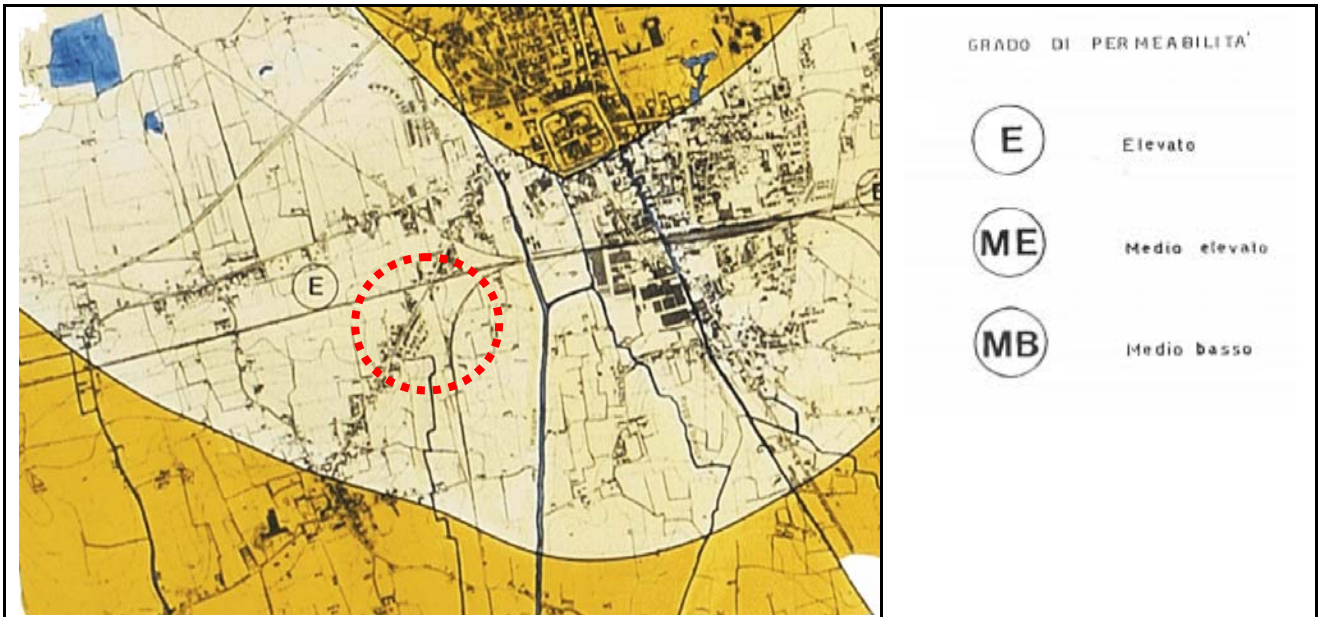 GRADO DI PERMEABILITA'
E Elevato
ME Medio elevato
MB Medio basso
E
E